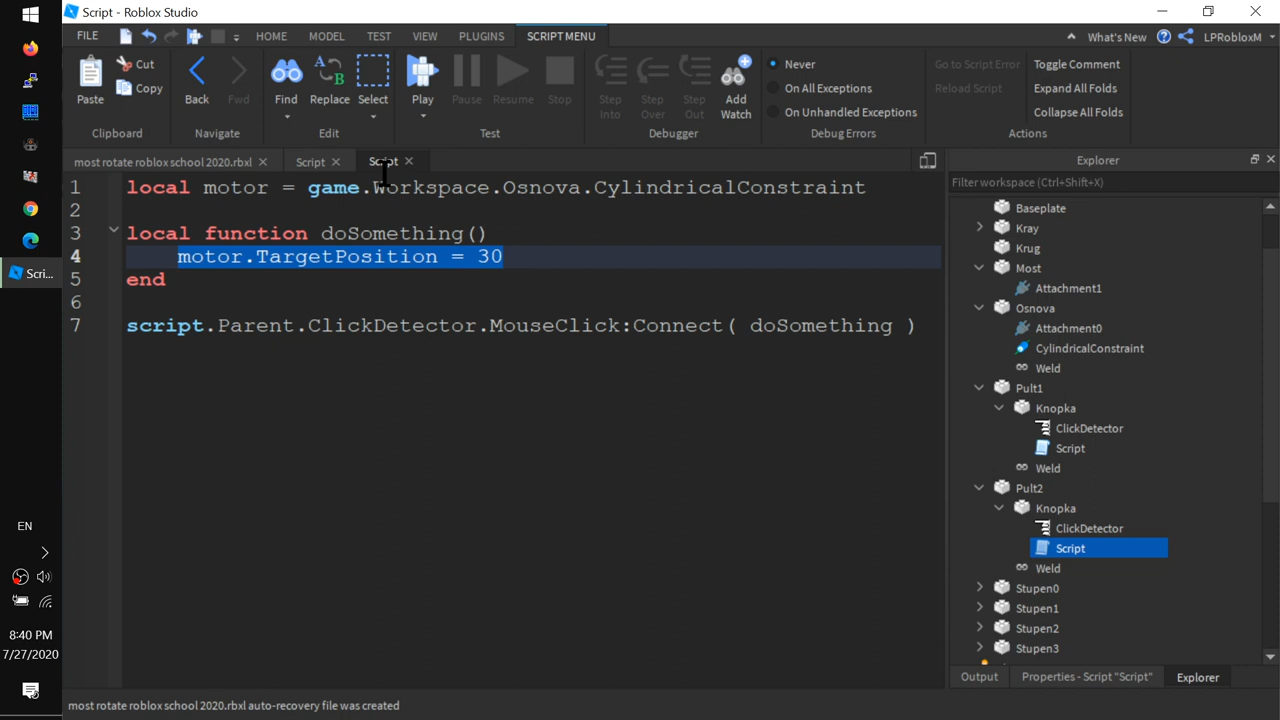 Script - Roblox Studio
FILE
HOME
MODEL
TEST
VIEW
PLUGINS
SCRIPT MENU
What's New
LPRobloxM
Paste
Cut
Copy
Clipboard
Back
Fwd
Navigate
Find
Replace
Select
Edit
Play
Pause
Resume
Stop
Test
Step Into
Step Over
Step Out
Add Watch
Debugger
Never
On All Exceptions
On Unhandled Exceptions
Debug Errors
Go to Script Error
Reload Script
Toggle Comment
Expand All Folds
Collapse All Folds
Actions
most rotate roblox school 2020.rbxl
Script
Script
1 local motor = game.Workspace.Osnova.CylindricalConstraint
2
3 local function doSomething()
4 motor.TargetPosition = 30
5 end
6
7 script.Parent.ClickDetector.MouseClick:Connect( doSomething )
Explorer
Filter workspace (Ctrl+Shift+X)
Baseplate
Kray
Krug
Most
Attachment1
Osnova
Attachment0
CylindricalConstraint
Weld
Pult1
Knopka
ClickDetector
Script
Weld
Pult2
Knopka
ClickDetector
Script
Weld
Stupen0
Stupen1
Stupen2
Stupen3
Output
Properties - Script "Script"
Explorer
most rotate roblox school 2020.rbxl auto-recovery file was created
Scri...
EN
8:40 PM
7/27/2020